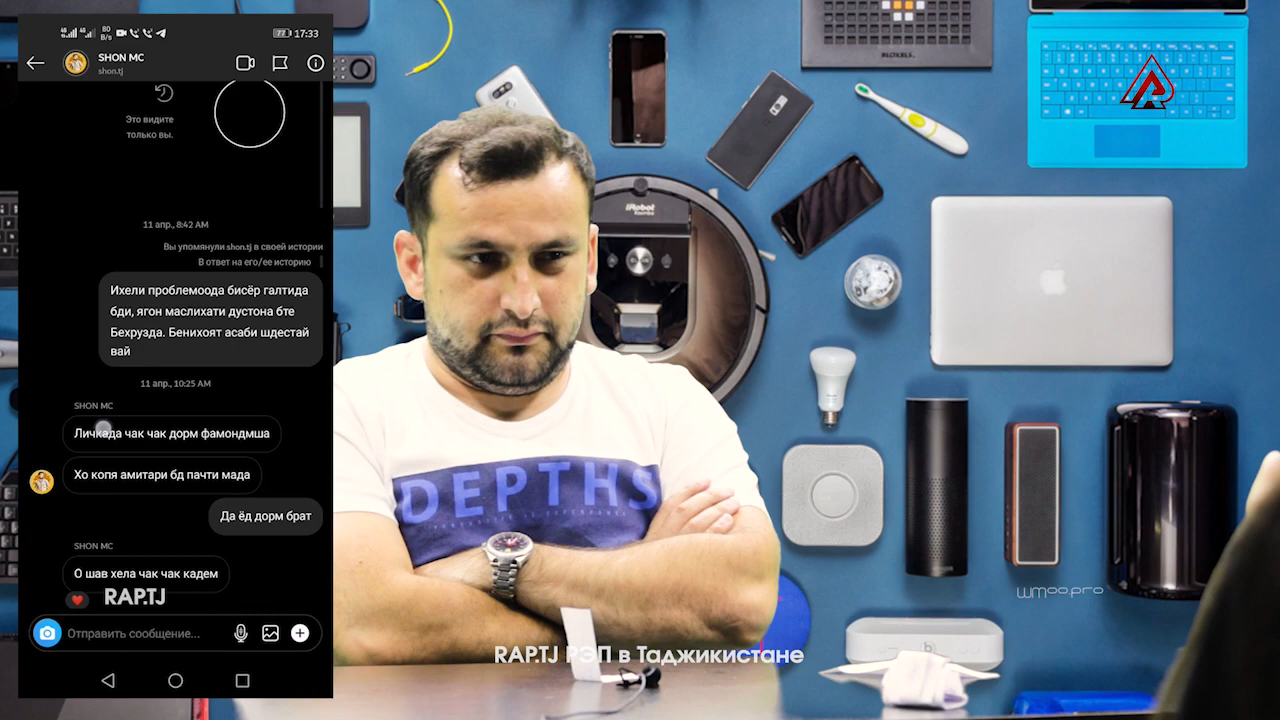 77
17:33
SHON MC
shon.tj
Это видите
только вы.
11 апр., 8:42 AM
Вы упомянули shon.tj в своей истории
В ответ на его/ее историю
Ихели проблемоода бисёр галтида
бди, ягон маслихати дустона бте
Бехрузда. Бенихоят асаби шдестай
вай
11 апр., 10:25 AM
SHON MC
Личкада чак чак дорм фамондмша
Хо копя амитари бд пачти мада
Да ёд дорм брат
SHON MC
О шав хела чак чак кадем
RAP.TJ
Отправить сообщение...
iRobot
DEPTHS
wmoo.pro
RAP.TJ РЭП в Таджикистане